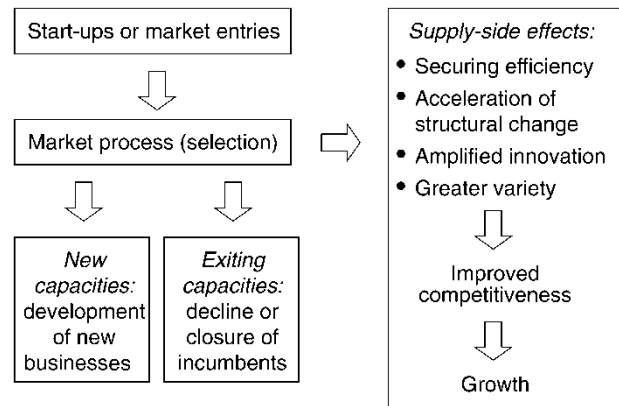 Start-ups or market entries
Market process (selection)
New
capacities:
development
of new
businesses
Exiting
capacities:
decline or
closure of
incumbents
Supply-side effects:
• Securing efficiency
• Acceleration of
structural change
• Amplified innovation
• Greater variety
Improved
competitiveness
Growth